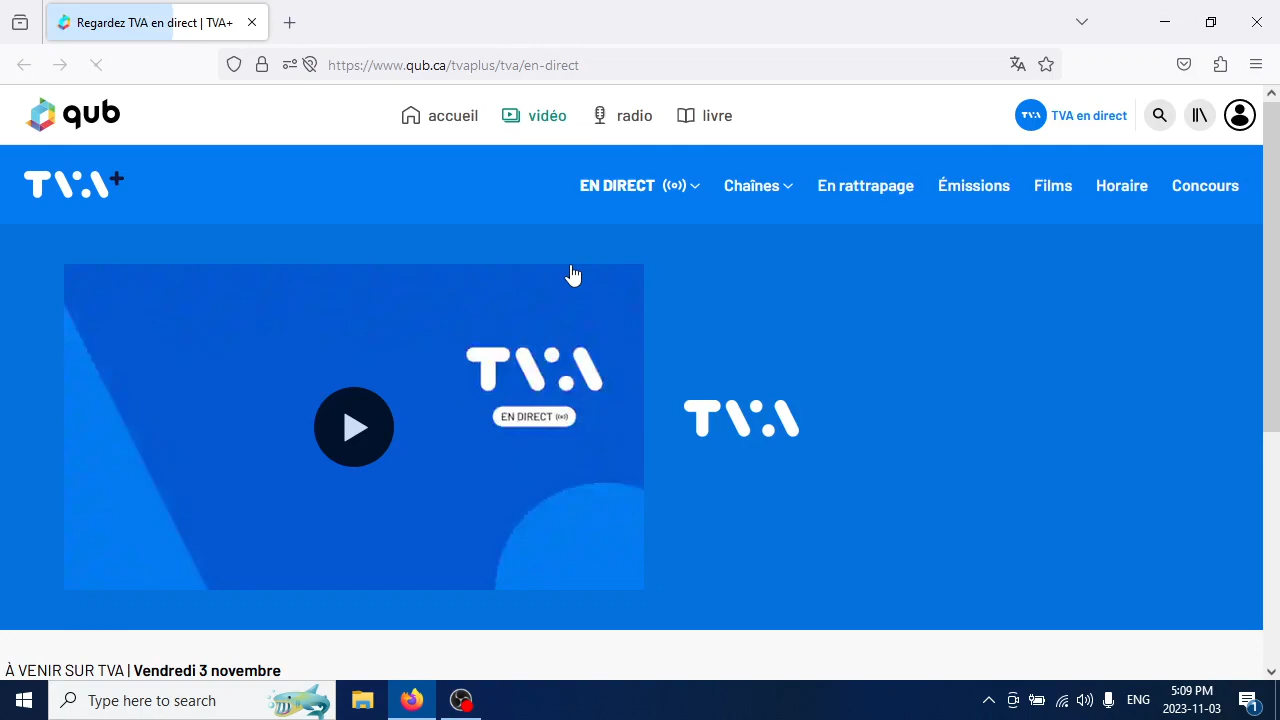 Regardez TVA en direct | TVA+
https://www.qub.ca/tvaplus/tva/en-direct
qub
accueil
vidéo
radio
livre
TVA
TVA en direct
TVA+
EN DIRECT
Chaînes
En rattrapage
Émissions
Films
Horaire
Concours
TVA
EN DIRECT
TVA
À VENIR SUR TVA | Vendredi 3 novembre
Type here to search
ENG
5:09 PM
2023-11-03
1